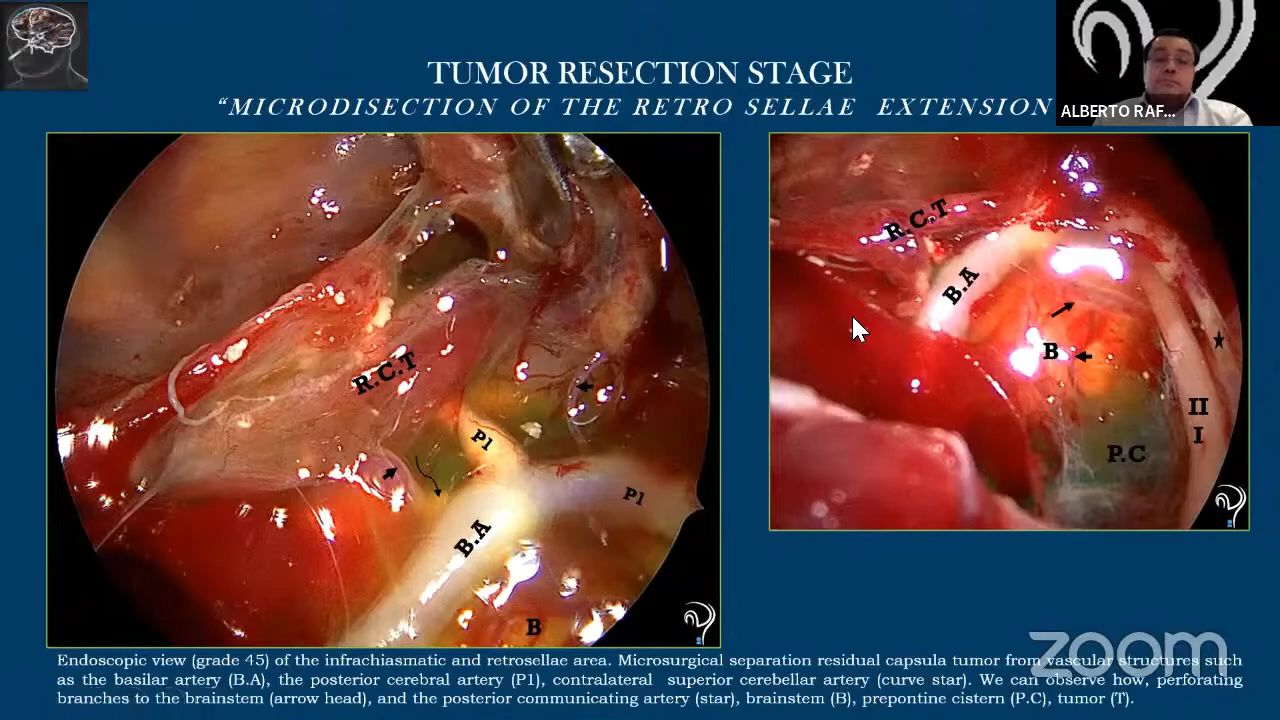 TUMOR RESECTION STAGE
“MICRODISECTION OF THE RETRO SELLAE EXTENSION
ALBERTO RAF...
R.C.T
P1
P1
B.A
B
R.C.T
B.A
B
II
I
P.C
zoom
Endoscopic view (grade 45) of the infrachiasmatic and retrosellae area. Microsurgical separation residual capsula tumor from vascular structures such
as the basilar artery (B.A), the posterior cerebral artery (P1), contralateral superior cerebellar artery (curve star). We can observe how, perforating
branches to the brainstem (arrow head), and the posterior communicating artery (star), brainstem (B), prepontine cistern (P.C), tumor (T).